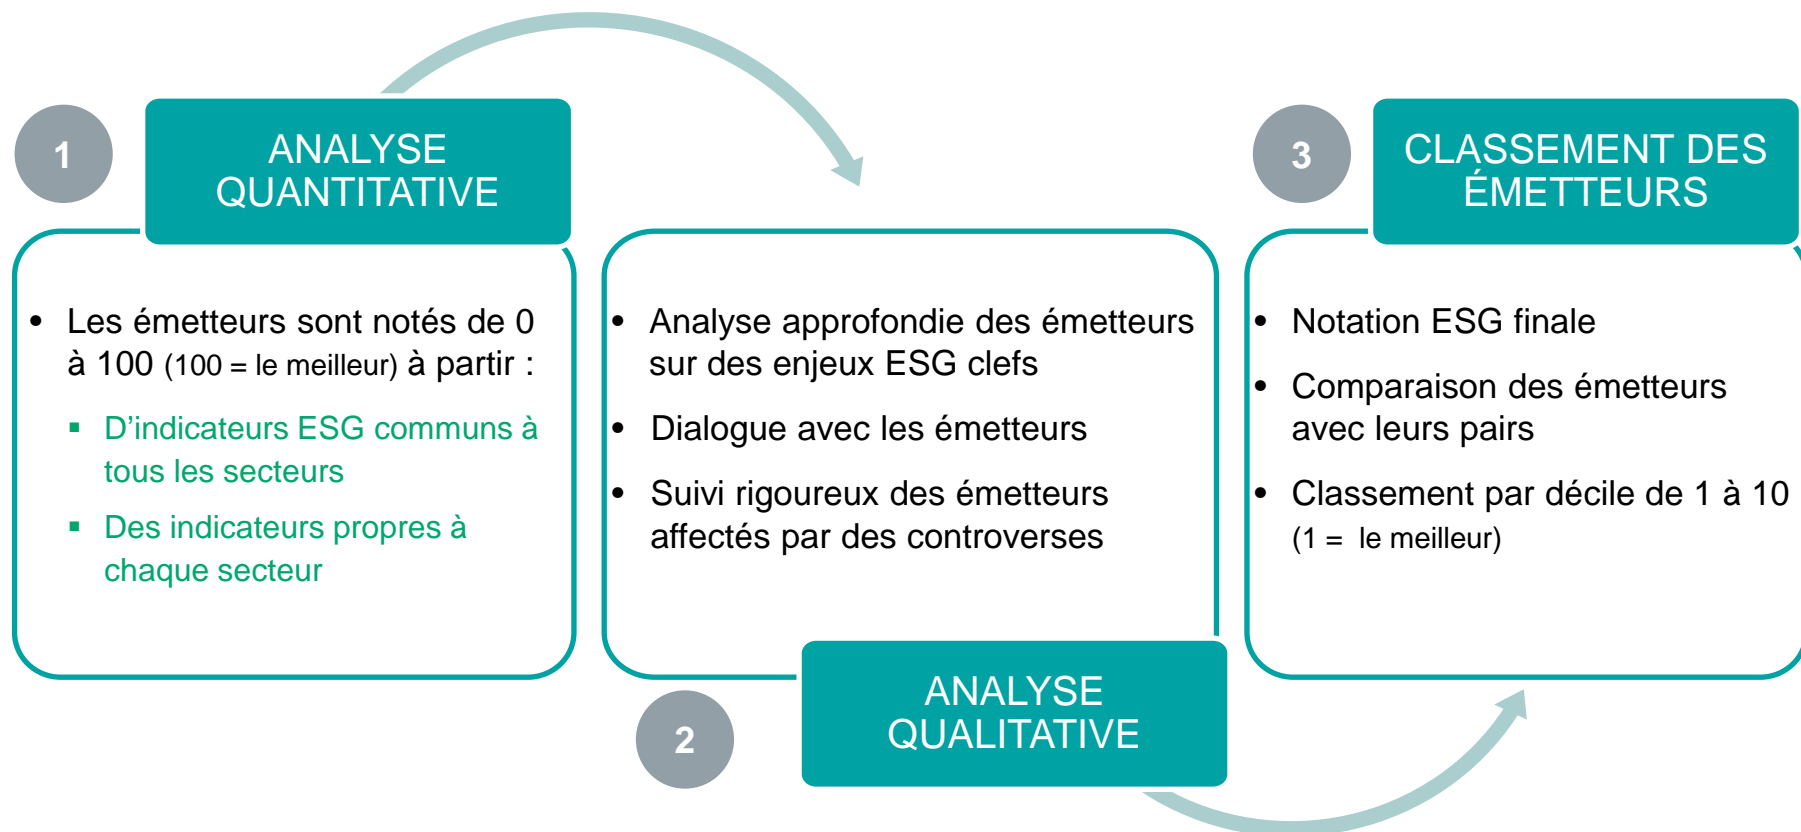 1
ANALYSE
QUANTITATIVE
• Les émetteurs sont notés de 0
à 100 (100 = le meilleur) à partir :
▪ D’indicateurs ESG communs à
tous les secteurs
▪ Des indicateurs propres à
chaque secteur
2
ANALYSE
QUALITATIVE
• Analyse approfondie des émetteurs
sur des enjeux ESG clefs
• Dialogue avec les émetteurs
• Suivi rigoureux des émetteurs
affectés par des controverses
3
CLASSEMENT DES
ÉMETTEURS
• Notation ESG finale
• Comparaison des émetteurs
avec leurs pairs
• Classement par décile de 1 à 10
(1 = le meilleur)